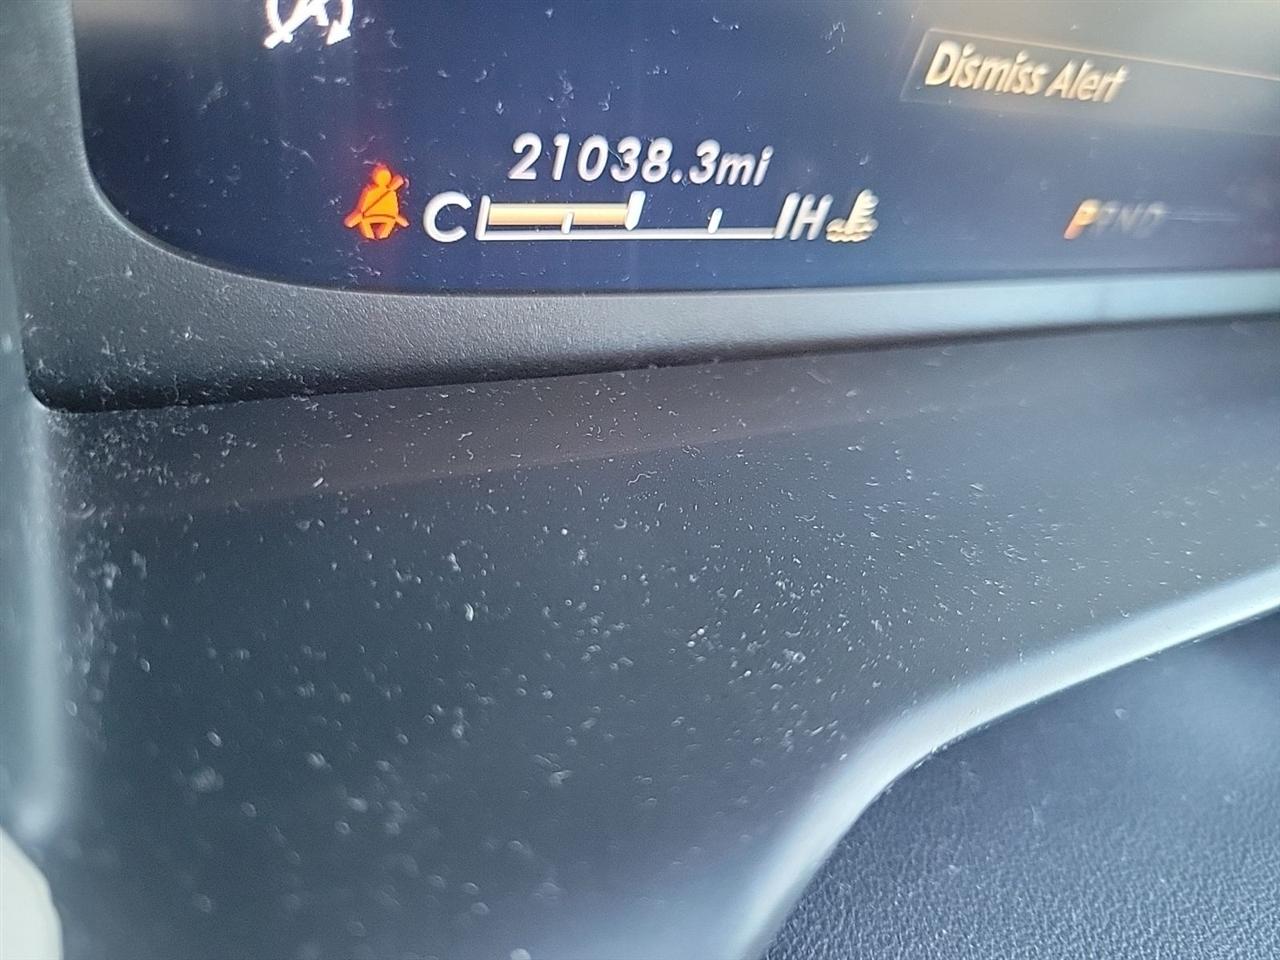 Dismiss Alert
21038.3mi
C H
PRND